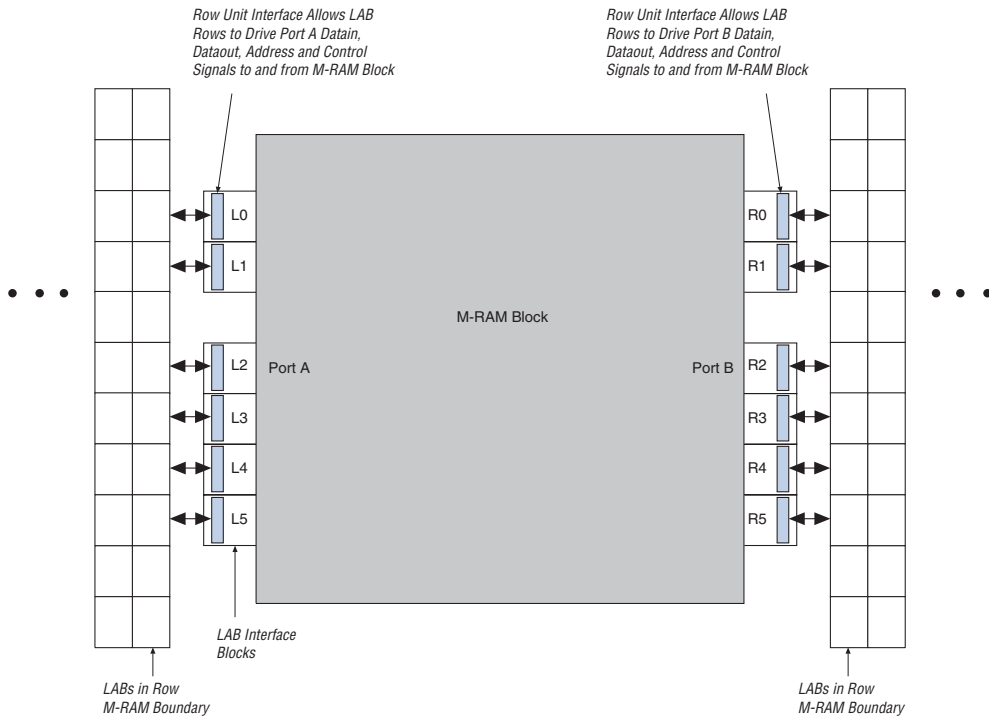 Row Unit Interface Allows LAB
Rows to Drive Port A Datain,
Dataout, Address and Control
Signals to and from M-RAM Block
Row Unit Interface Allows LAB
Rows to Drive Port B Datain,
Dataout, Address and Control
Signals to and from M-RAM Block
L0
R0
L1
R1
M-RAM Block
L2
Port A
Port B
R2
L3
R3
L4
R4
L5
R5
LAB Interface
Blocks
LABs in Row
M-RAM Boundary
LABs in Row
M-RAM Boundary